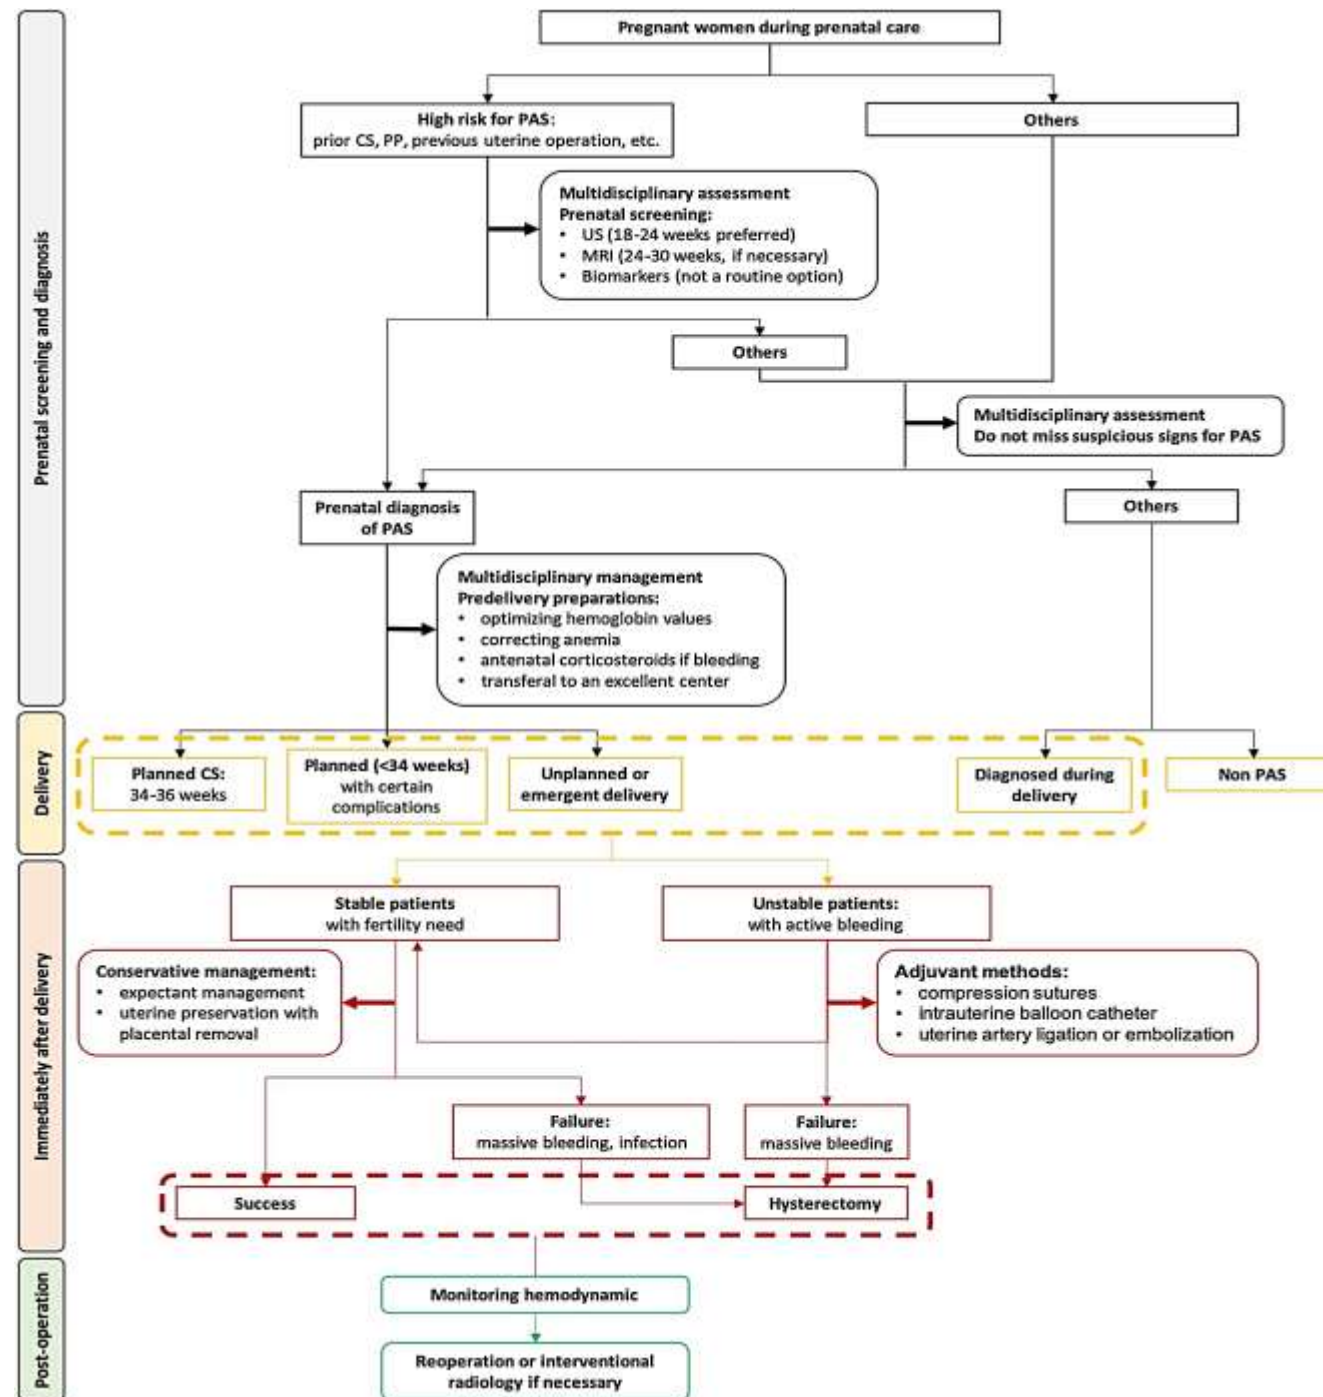 Pregnant women during prenatal care
High risk for PAS:
prior CS, PP, previous uterine operation, etc.
Others
Multidisciplinary assessment
Prenatal screening:
• US (18-24 weeks preferred)
• MRI (24-30 weeks, if necessary)
• Biomarkers (not a routine option)
Others
Multidisciplinary assessment
Do not miss suspicious signs for PAS
Prenatal diagnosis
of PAS
Others
Multidisciplinary management
Predelivery preparations:
• optimizing hemoglobin values
• correcting anemia
• antenatal corticosteroids if bleeding
• transferal to an excellent center
Prenatal screening and diagnosis
Delivery
Planned CS:
34-36 weeks
Planned (<34 weeks)
with certain
complications
Unplanned or
emergent delivery
Diagnosed during
delivery
Non PAS
Immediately after delivery
Stable patients
with fertility need
Unstable patients:
with active bleeding
Conservative management:
• expectant management
• uterine preservation with
placental removal
Adjuvant methods:
• compression sutures
• intrauterine balloon catheter
• uterine artery ligation or embolization
Failure:
massive bleeding, infection
Failure:
massive bleeding
Success
Hysterectomy
Post-operation
Monitoring hemodynamic
Reoperation or interventional
radiology if necessary